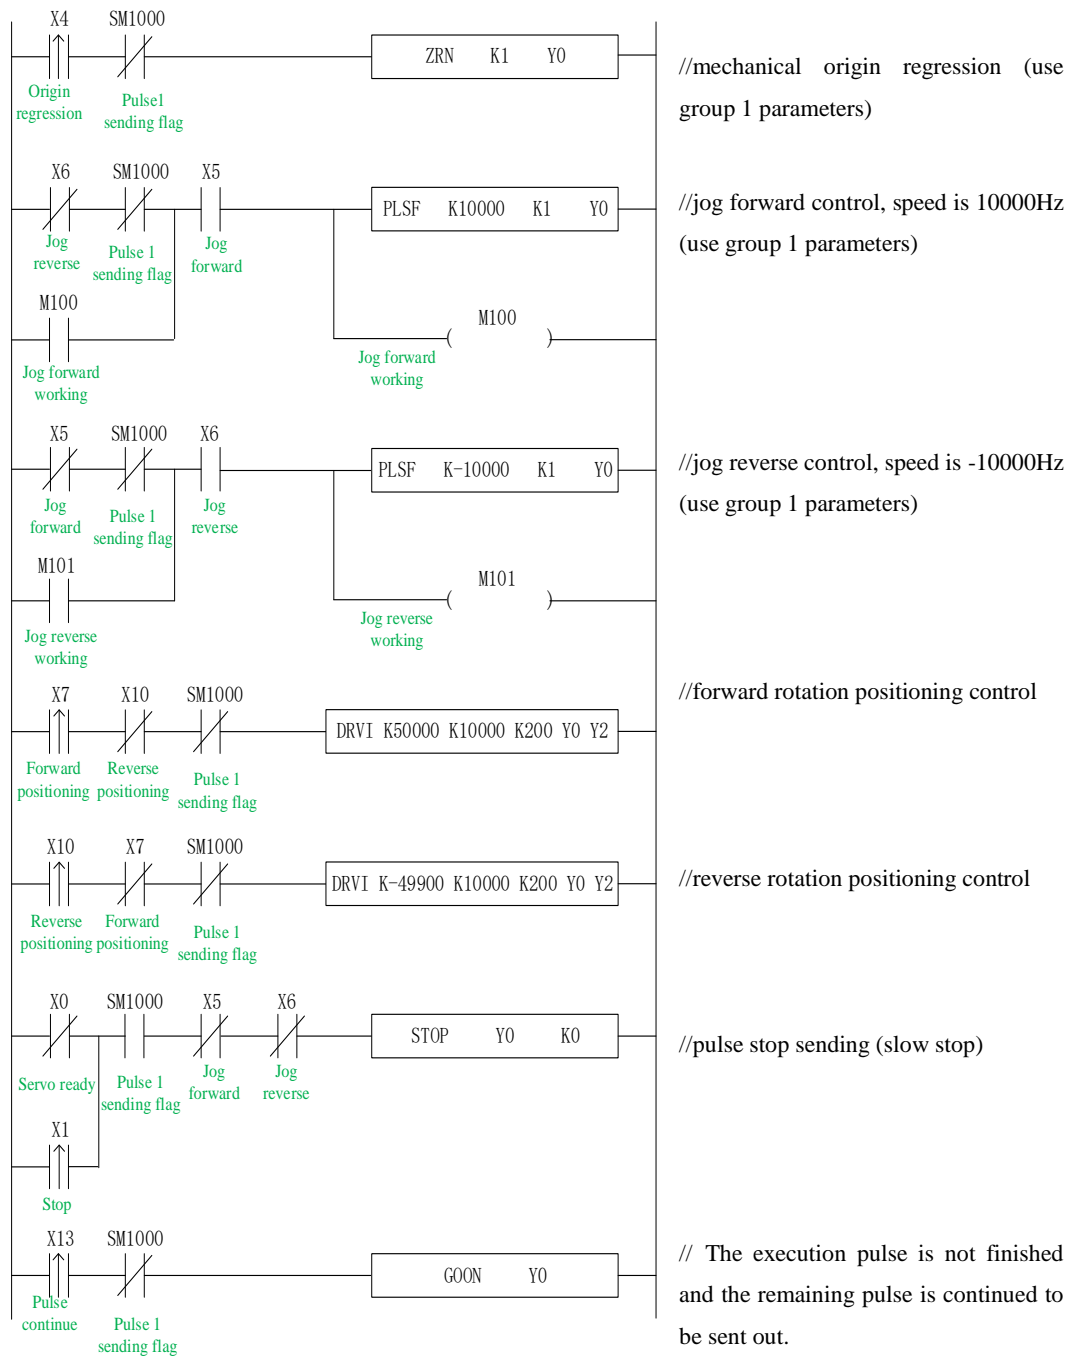 X4 SM1000
ZRN K1 Y0
Origin
regression
Pulse1
sending flag
//mechanical origin regression (use
group 1 parameters)
X6 SM1000 X5
PLSF K10000 K1 Y0
Jog
reverse
Pulse 1
sending flag
Jog
forward
//jog forward control, speed is 10000Hz
(use group 1 parameters)
M100
M100
( )
Jog forward
working
Jog forward
working
X5 SM1000 X6
PLSF K-10000 K1 Y0
Jog
forward
Pulse 1
sending flag
Jog
reverse
//jog reverse control, speed is -10000Hz
(use group 1 parameters)
M101
M101
( )
Jog reverse
working
Jog reverse
working
X7 X10 SM1000
DRVI K50000 K10000 K200 Y0 Y2
Forward
positioning
Reverse
positioning
Pulse 1
sending flag
//forward rotation positioning control
X10 X7 SM1000
DRVI K-49900 K10000 K200 Y0 Y2
Reverse
positioning
Forward
positioning
Pulse 1
sending flag
//reverse rotation positioning control
X0 SM1000 X5 X6
STOP Y0 K0
Servo ready
Pulse 1
sending flag
Jog
forward
Jog
reverse
//pulse stop sending (slow stop)
X1
Stop
X13 SM1000
GOON Y0
Pulse
continue
Pulse 1
sending flag
// The execution pulse is not finished
and the remaining pulse is continued to
be sent out.